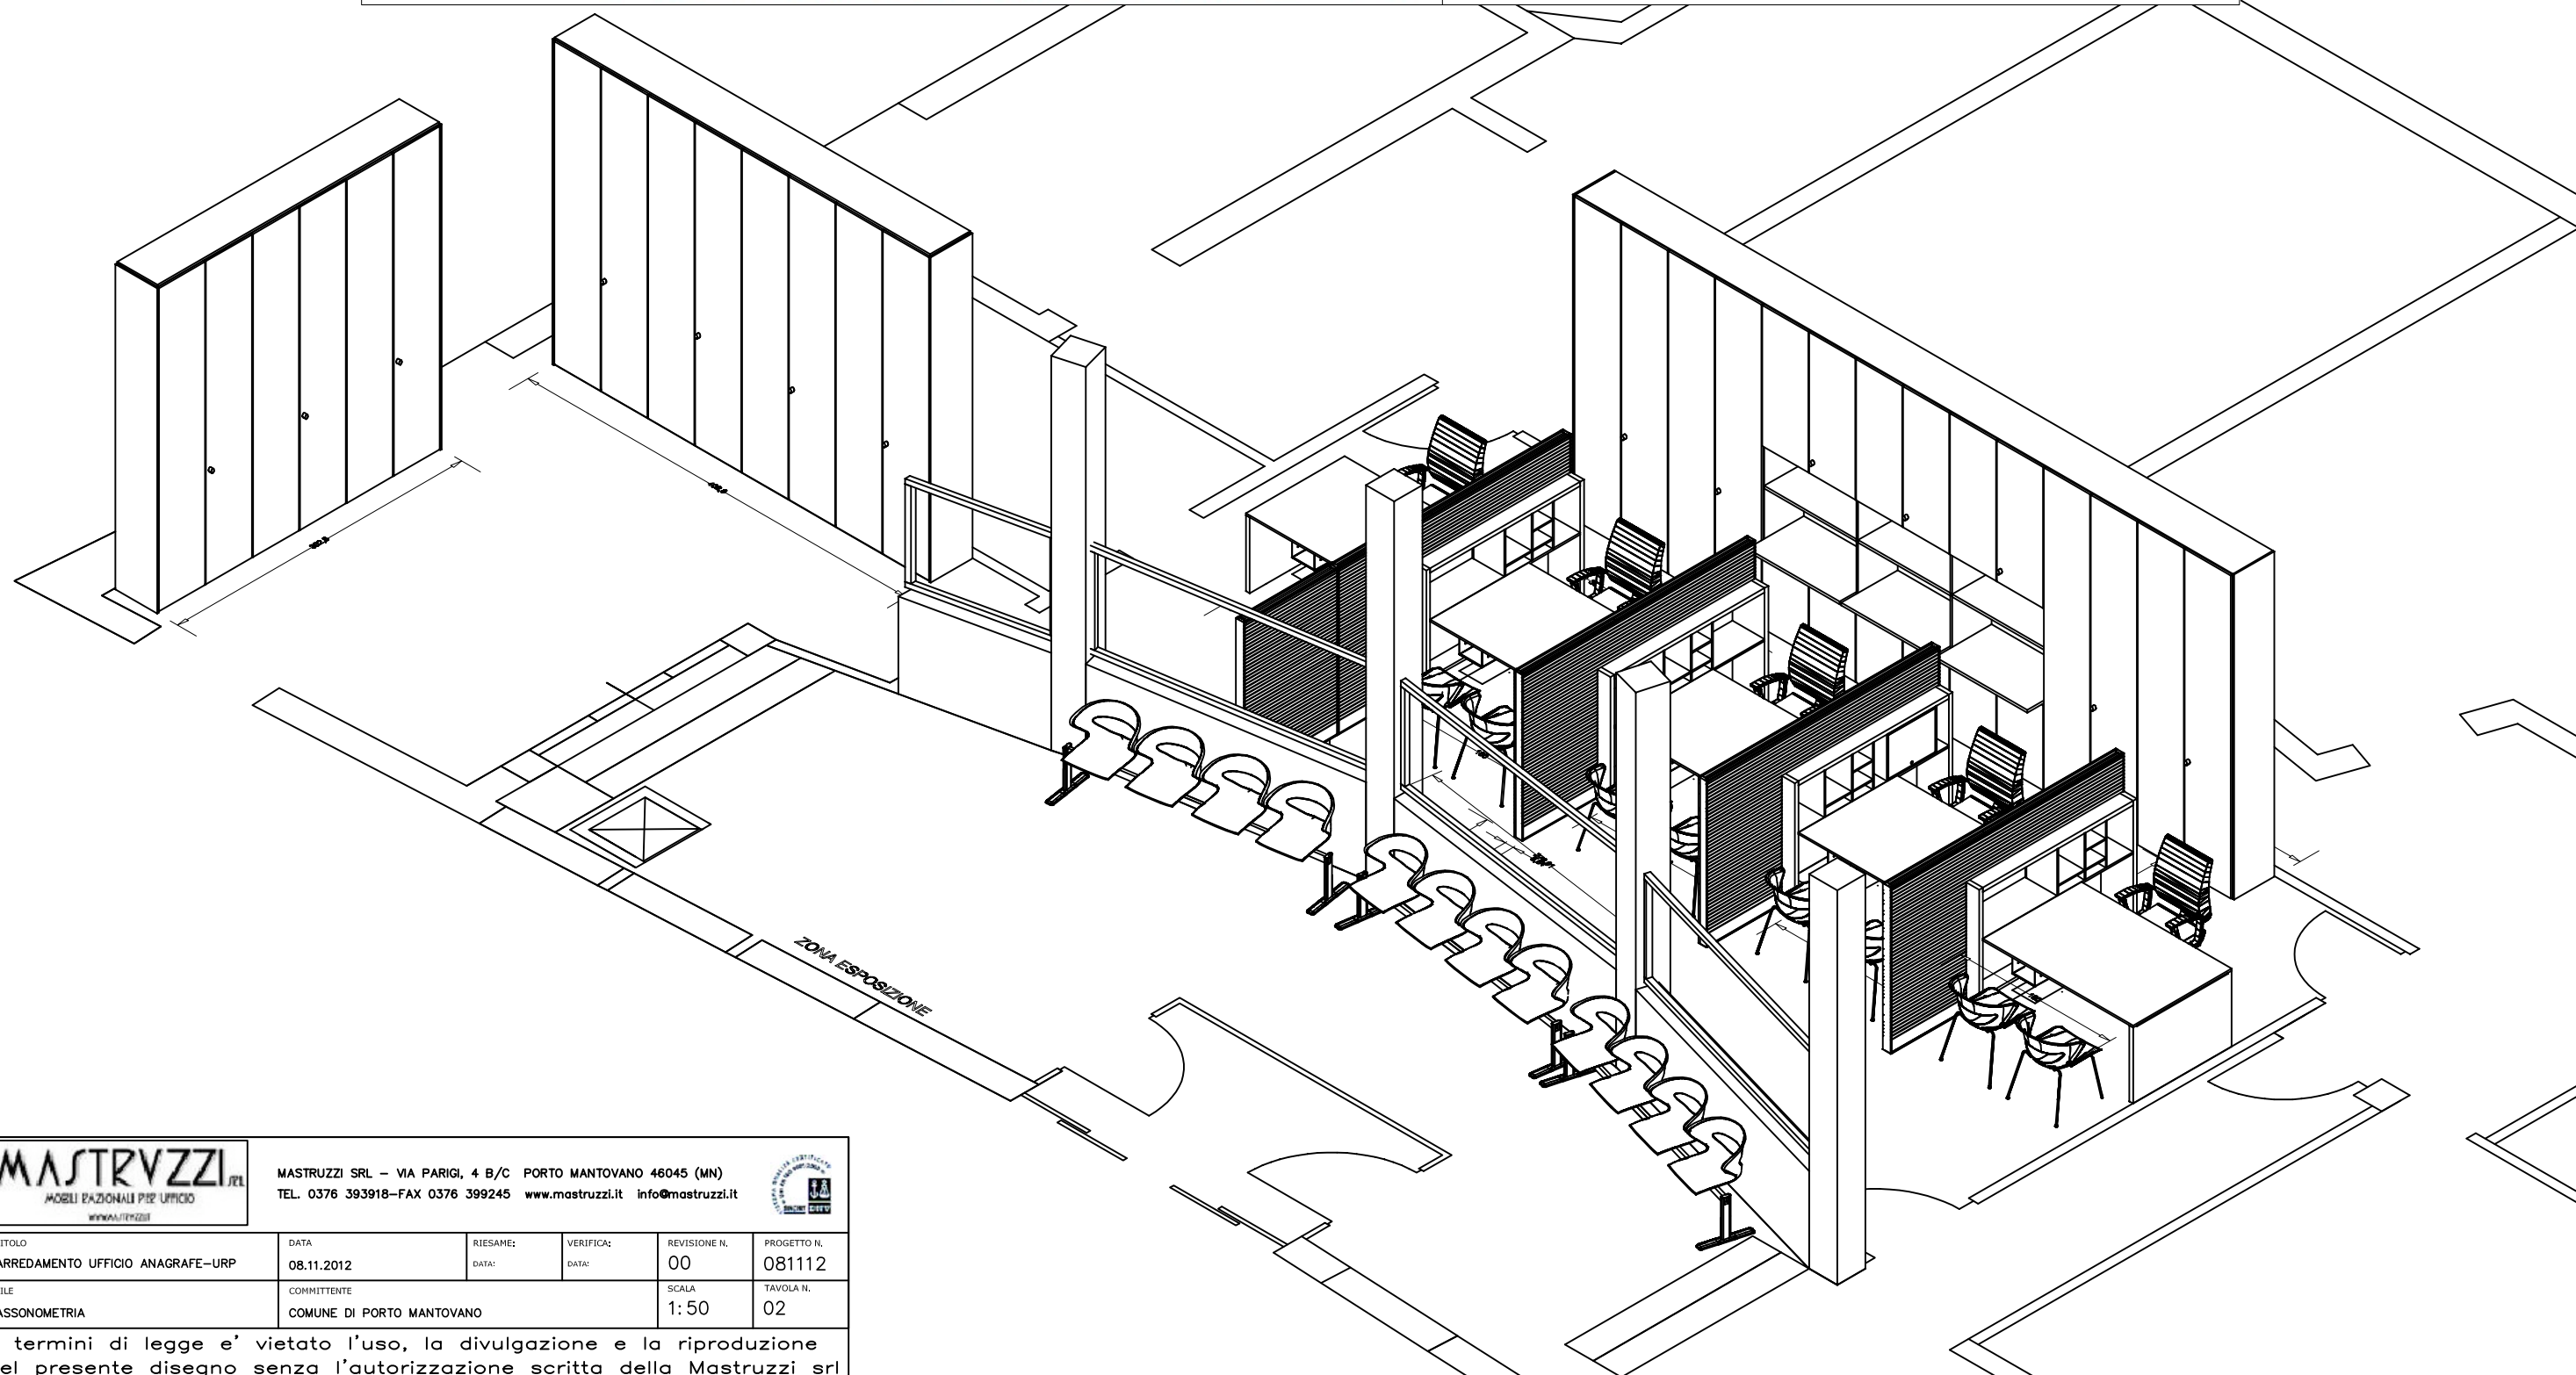 ZONA ESPOSIZIONE
MASTRVZZI SRL
MOBILI RAZIONALI PER UFFICIO
MASTRUZZI SRL - VIA PARIGI, 4 B/C PORTO MANTOVANO 46045 (MN)
TEL. 0376 393918-FAX 0376 399245 www.mastruzzi.it info@mastruzzi.it
ITOLO
ARREDAMENTO UFFICIO ANAGRAFE-URP
DATA
08.11.2012
RIESAME:
DATA:
VERIFICA:
DATA:
REVISIONE N.
00
PROGETTO N.
081112
ILE
ASSONOMETRIA
COMMITTENTE
COMUNE DI PORTO MANTOVANO
SCALA
1:50
TAVOLA N.
02
termini di legge e' vietato l'uso, la divulgazione e la riproduzione
el presente disegno senza l'autorizzazione scritta della Mastruzzi srl